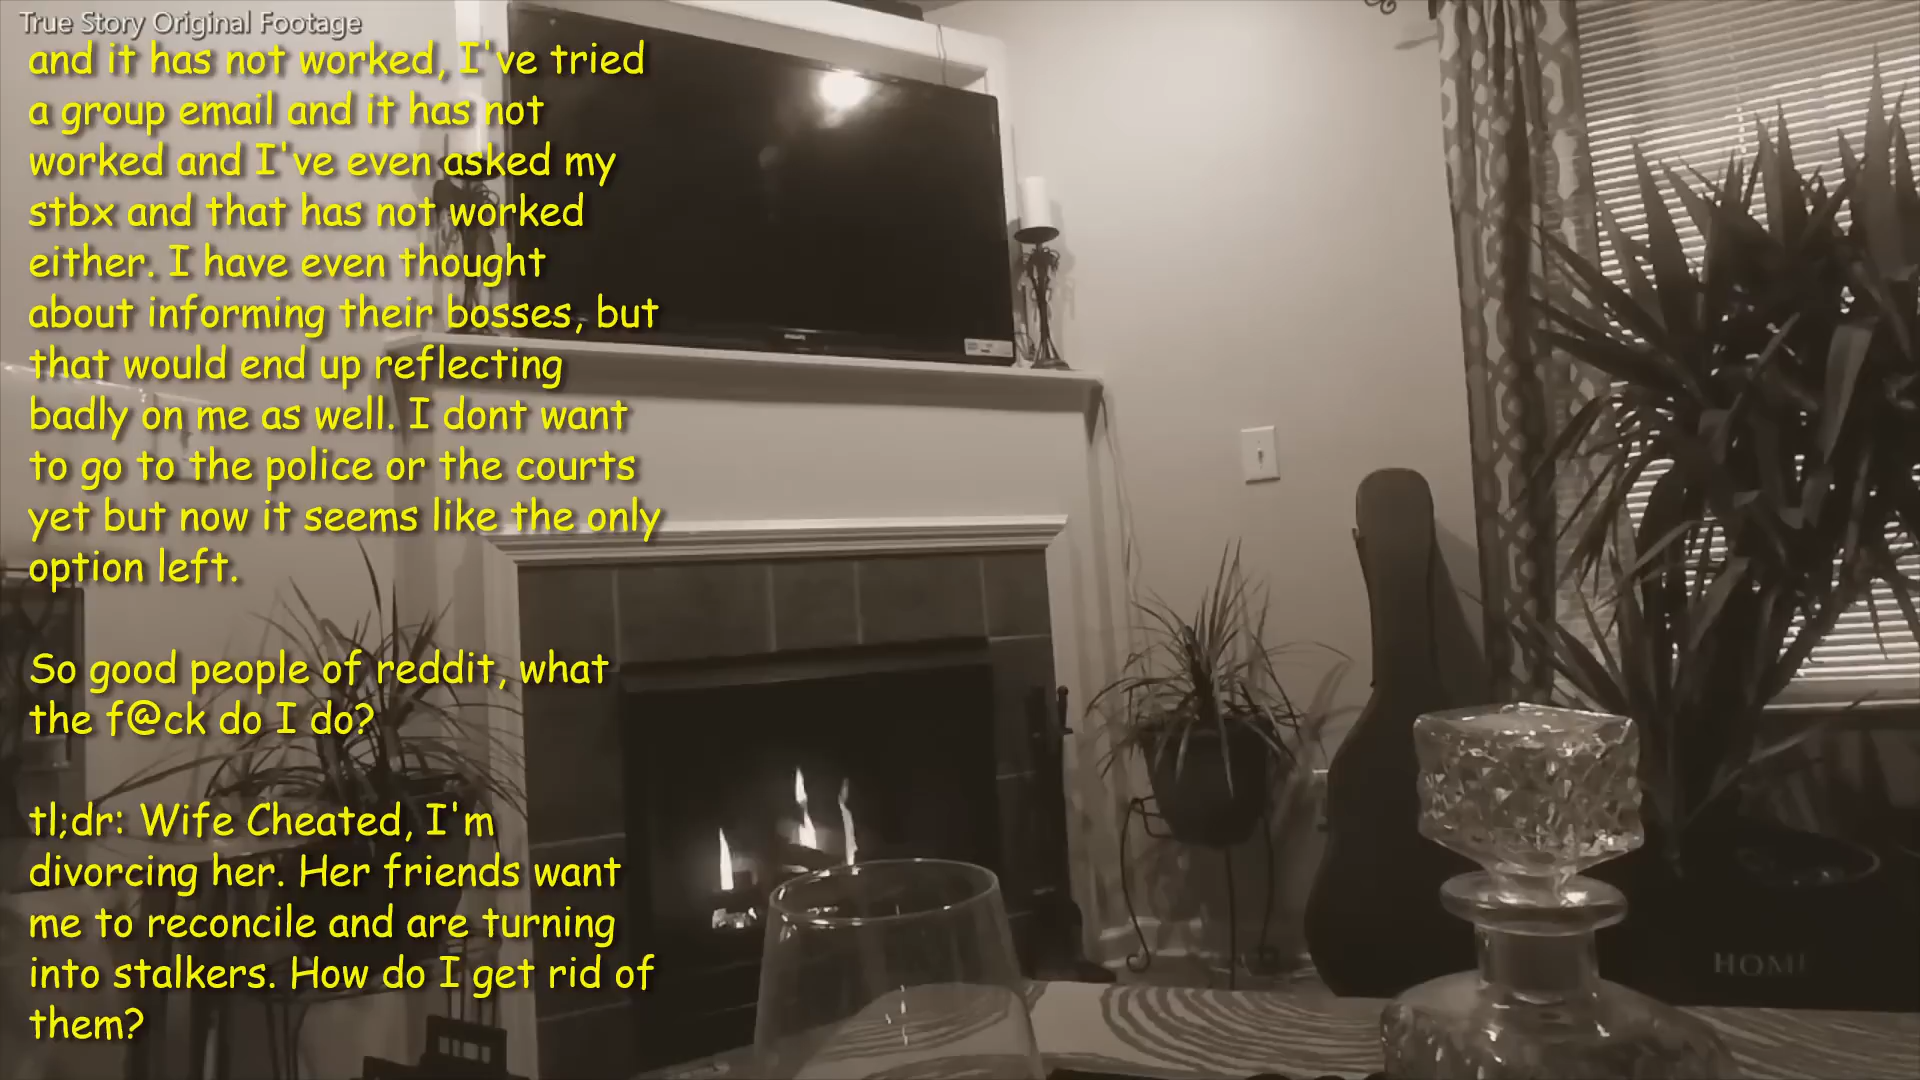 True Story Original Footage
and it has not worked, I've tried
a group email and it has not
worked and I've even asked my
stbx and that has not worked
either. I have even thought
about informing their bosses, but
that would end up reflecting
badly on me as well. I dont want
to go to the police or the courts
yet but now it seems like the only
option left.
So good people of reddit, what
the f@ck do I do?
tl;dr: Wife Cheated, I'm
divorcing her. Her friends want
me to reconcile and are turning
into stalkers. How do I get rid of
them?
PHILIPS
HOME